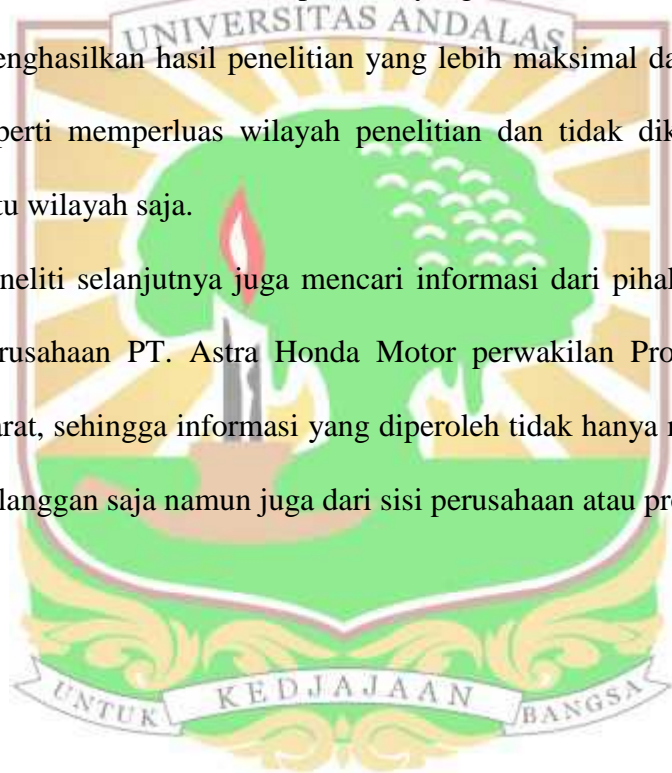 UNIVERSITAS ANDALAS
enghasilkan hasil penelitian yang lebih maksimal da
perti memperluas wilayah penelitian dan tidak dik
tu wilayah saja.
neliti selanjutnya juga mencari informasi dari pihal
rusahaan PT. Astra Honda Motor perwakilan Pro
arat, sehingga informasi yang diperoleh tidak hanya
langgan saja namun juga dari sisi perusahaan atau pr
UNTUK KEDJAJAAN BANGSA